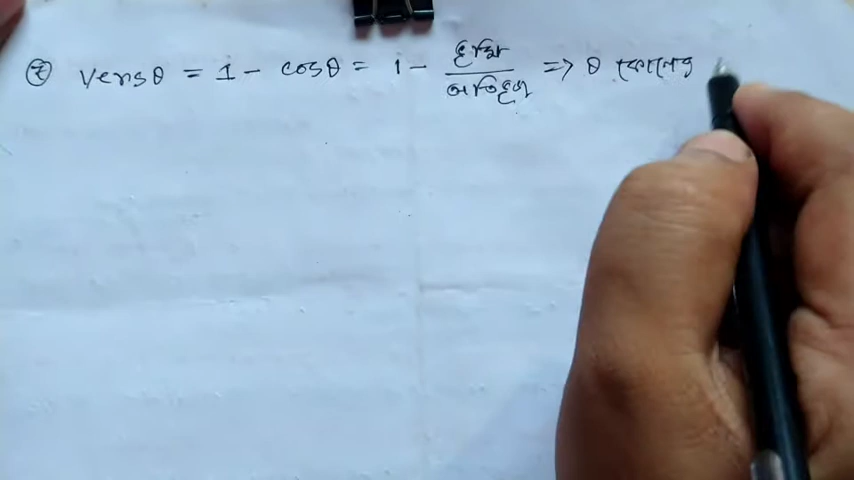 versθ = 1 - cosθ = 1 - ভূমি/অতিভুজ => θ কোনের